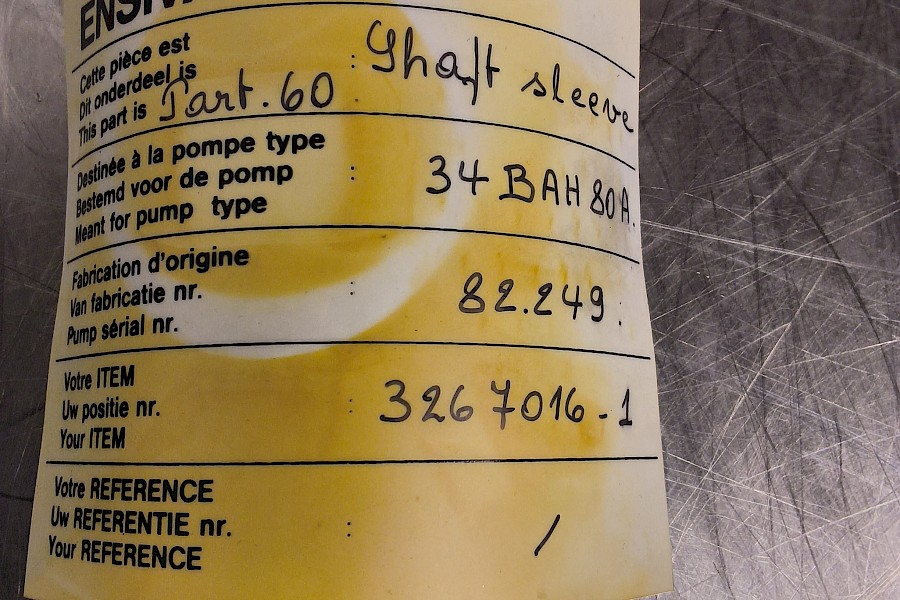 Cette pièce est
Dit onderdeel is : Shaft sleeve
This part is Part. 60
Destinée à la pompe type
Bestemd voor de pomp : 34 BAH 80A.
Meant for pump type
Fabrication d'origine
Van fabricatie nr. : 82.249.
Pump sérial nr.
Votre ITEM
Uw positie nr. : 3267016-1
Your ITEM
Votre REFERENCE
Uw REFERENTIE nr. : /
Your REFERENCE